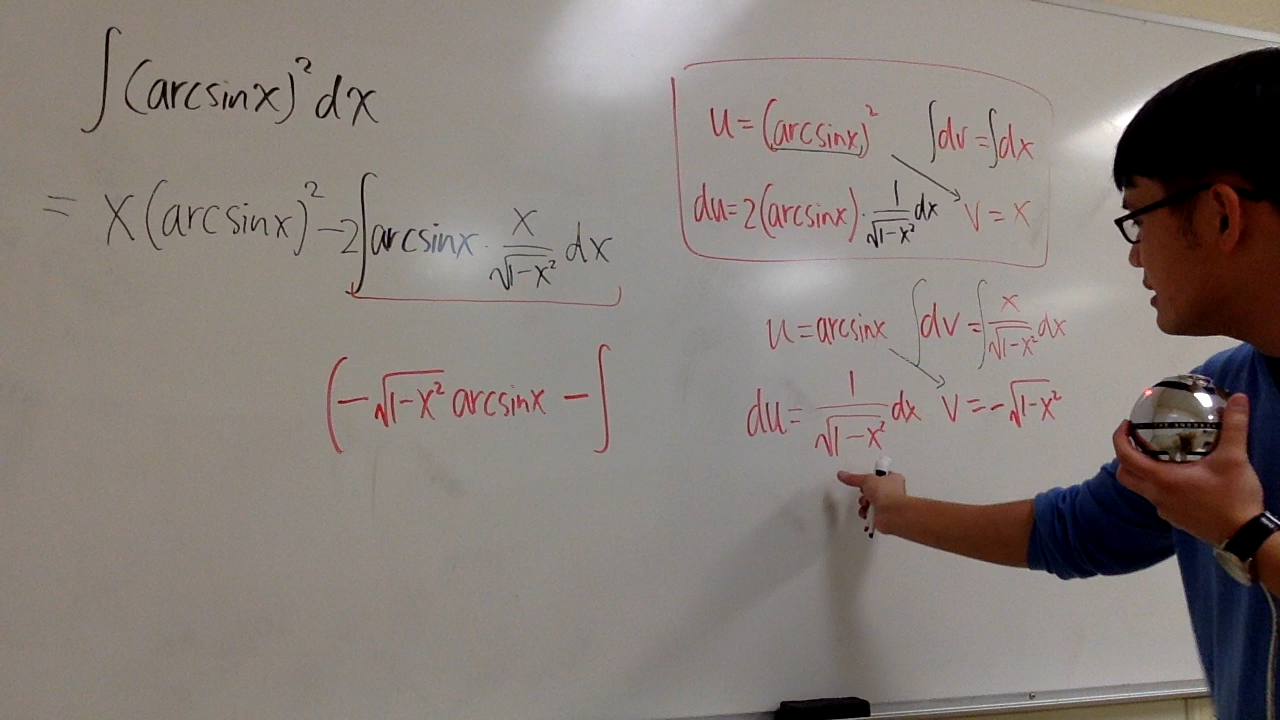 ∫(arcsinx)² dx
= x(arcsinx)² - 2∫arcsinx · x/√(1-x²) dx
(-√(1-x²) arcsinx - ∫
u = (arcsinx)² ∫dv = ∫dx
du = 2(arcsinx) · 1/√(1-x²) dx v = x
u = arcsinx ∫dv = ∫ x/√(1-x²) dx
du = 1/√(1-x²) dx v = -√(1-x²)